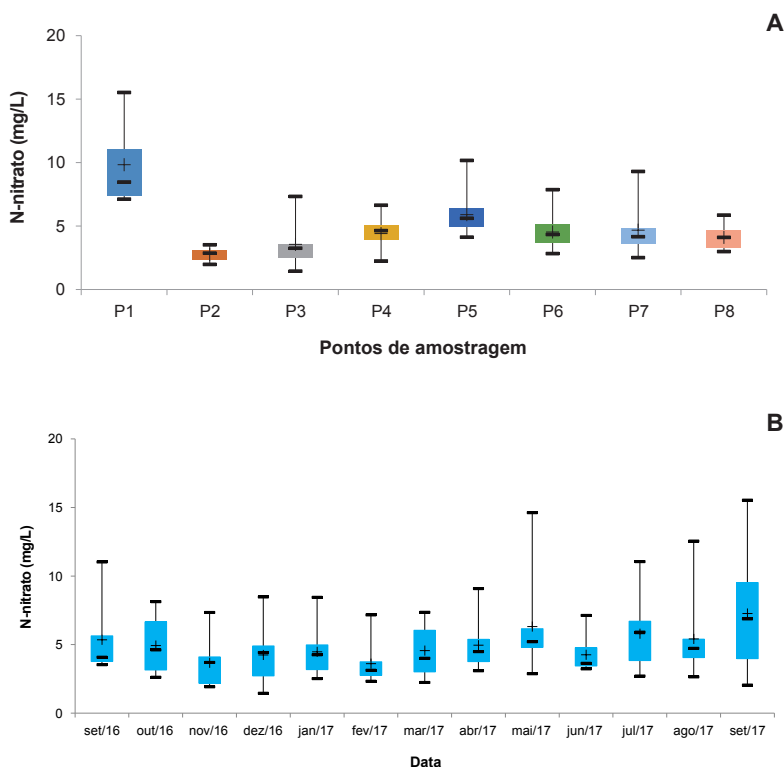 A
N-nitrato (mg/L)
20
15
10
5
0
P1 P2 P3 P4 P5 P6 P7 P8
Pontos de amostragem
B
N-nitrato (mg/L)
20
15
10
5
0
set/16 out/16 nov/16 dez/16 jan/17 fev/17 mar/17 abr/17 mai/17 jun/17 jul/17 ago/17 set/17
Data